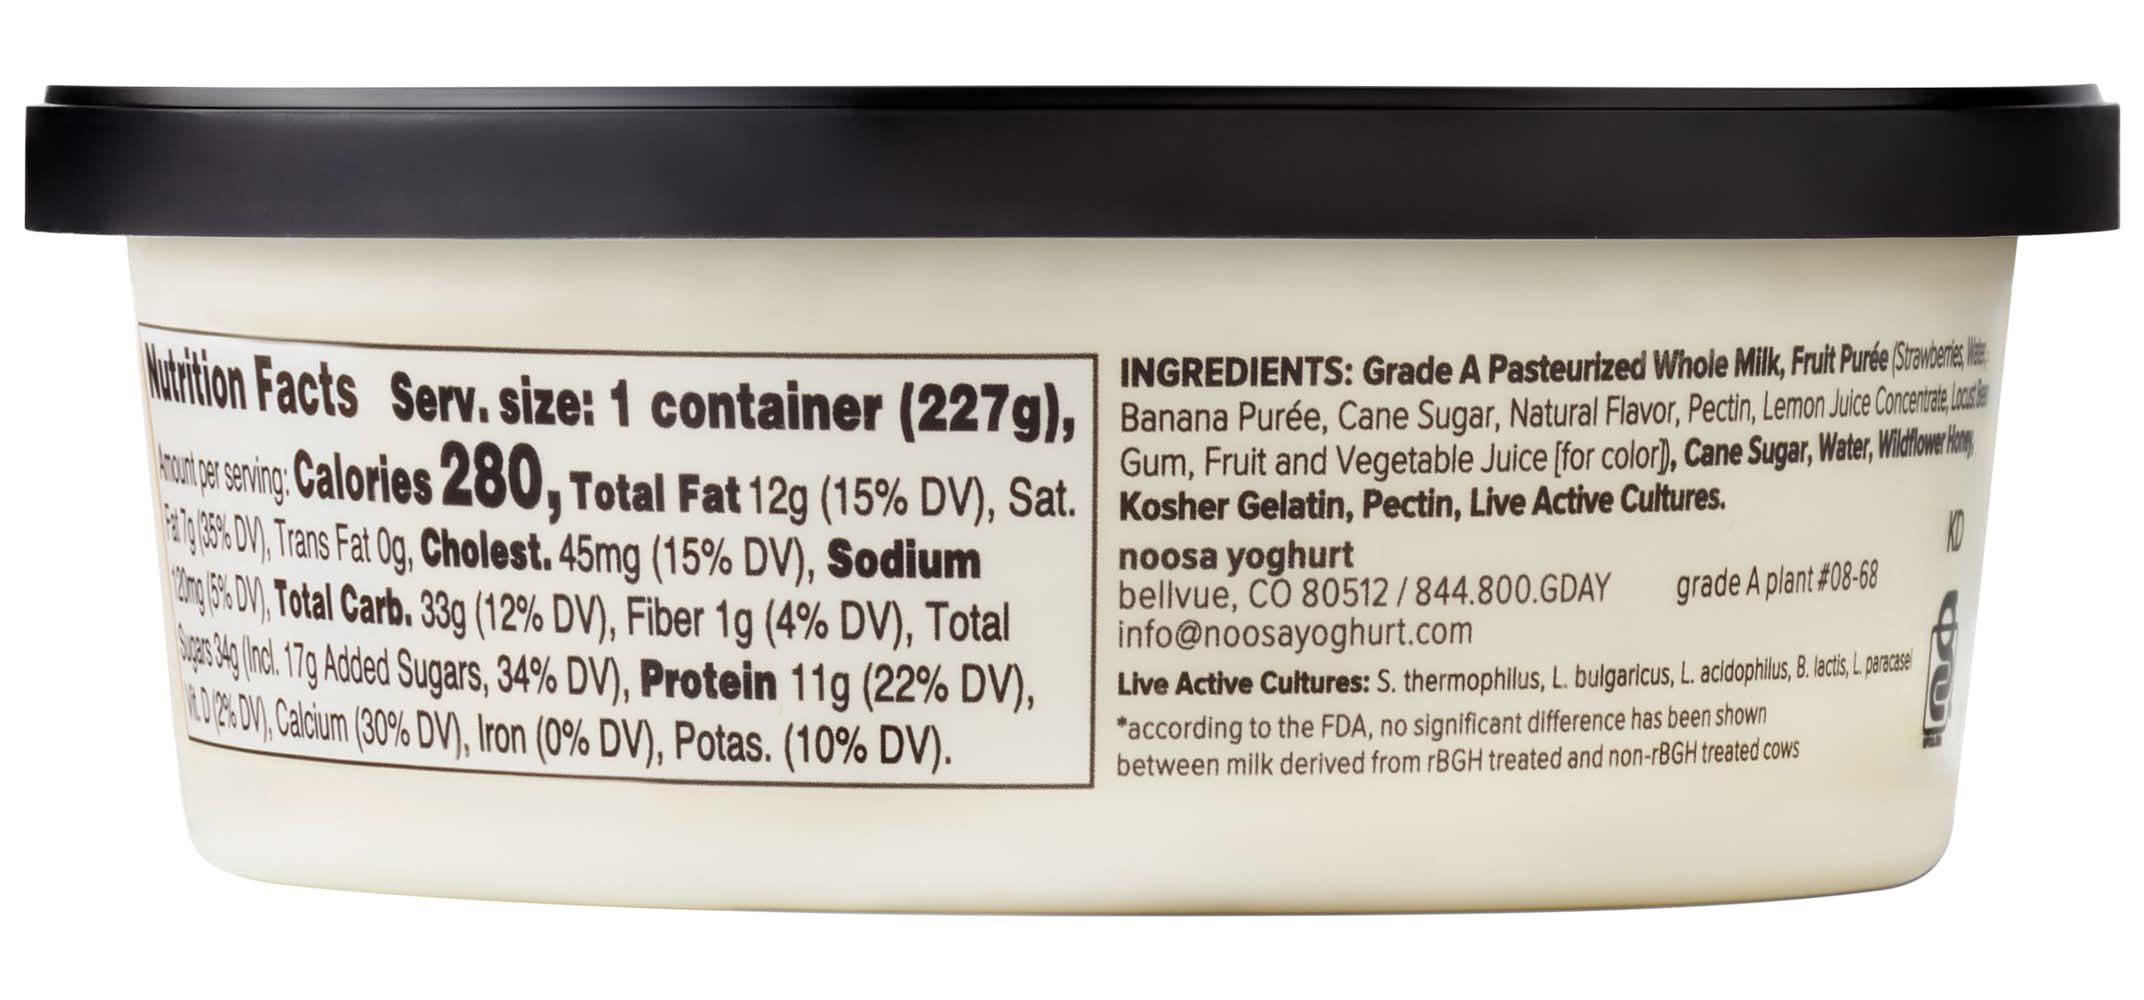 Nutrition Facts Serv. size: 1 container (227g),
Amount per serving: Calories 280, Total Fat 12g (15% DV), Sat.
Fat 7g (35% DV), Trans Fat 0g, Cholest. 45mg (15% DV), Sodium
120mg (5% DV), Total Carb. 33g (12% DV), Fiber 1g (4% DV), Total
Sugars 34g (Incl. 17g Added Sugars, 34% DV), Protein 11g (22% DV),
Vit. D (2% DV), Calcium (30% DV), Iron (0% DV), Potas. (10% DV).
INGREDIENTS: Grade A Pasteurized Whole Milk, Fruit Purée (Strawberries, Water,
Banana Purée, Cane Sugar, Natural Flavor, Pectin, Lemon Juice Concentrate, Locust Bean
Gum, Fruit and Vegetable Juice [for color]), Cane Sugar, Water, Wildflower Honey,
Kosher Gelatin, Pectin, Live Active Cultures.
KD
noosa yoghurt
bellvue, CO 80512 / 844.800.GDAY grade A plant #08-68
info@noosayoghurt.com
Live Active Cultures: S. thermophilus, L. bulgaricus, L. acidophilus, B. lactis, L. paracasei
*according to the FDA, no significant difference has been shown
between milk derived from rBGH treated and non-rBGH treated cows